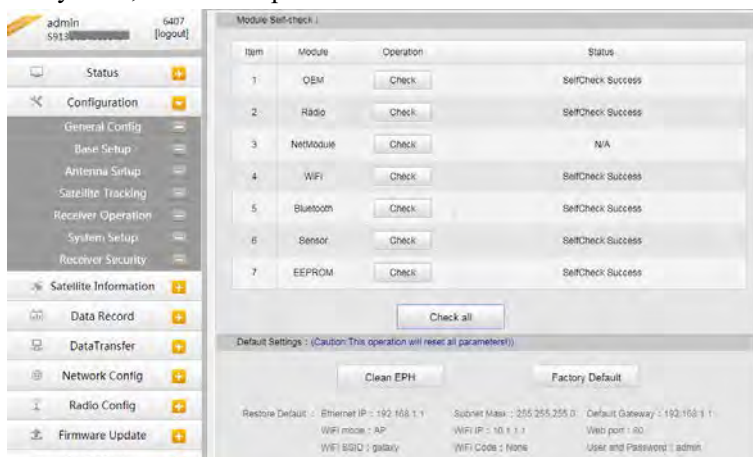 admin
6407
S913
[logout]
Status
Configuration
General Config
Base Setup
Antenna Setup
Satellite Tracking
Receiver Operation
System Setup
Receiver Security
Satellite Information
Data Record
DataTransfer
Network Config
Radio Config
Firmware Update
Module Self-check :
Item Module Operation Status
1 OEM Check SelfCheck Success
2 Radio Check SelfCheck Success
3 NetModule Check N/A
4 WiFi Check SelfCheck Success
5 Bluetooth Check SelfCheck Success
6 Sensor Check SelfCheck Success
7 EEPROM Check SelfCheck Success
Check all
Default Settings : (Caution:This operation will reset all parameters!))
Clean EPH Factory Default
Restore Default : Ethernet IP : 192.168.1.1 Subnet Mask : 255.255.255.0 Default Gateway : 192.168.1.1
WiFi mode : AP WiFi IP : 10.1.1.1 Web port : 80
WiFi SSID : galaxy WiFi Code : None User and Password : admin